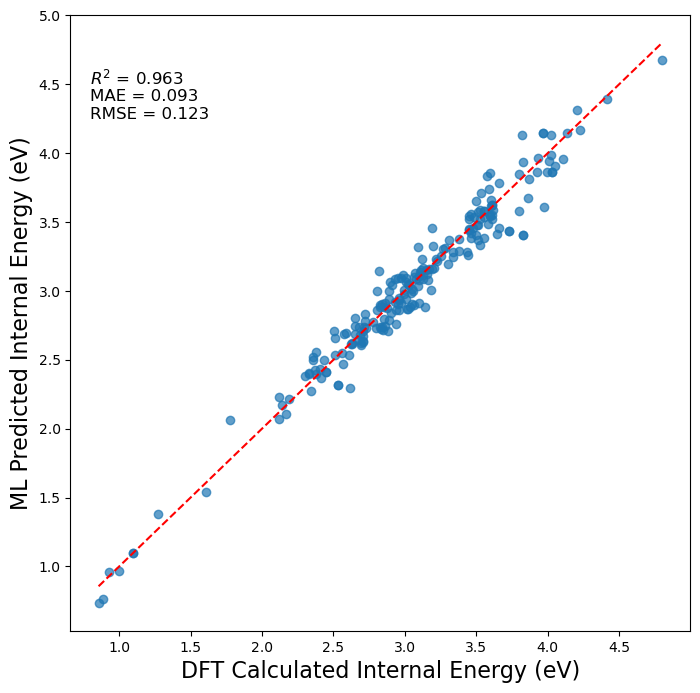 5.0
4.5
4.0
3.5
3.0
2.5
2.0
1.5
1.0
ML Predicted Internal Energy (eV)
R² = 0.963
MAE = 0.093
RMSE = 0.123
1.0 1.5 2.0 2.5 3.0 3.5 4.0 4.5
DFT Calculated Internal Energy (eV)